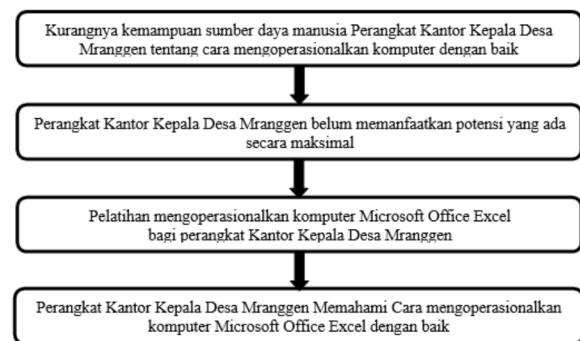 Kurangnya kemampuan sumber daya manusia Perangkat Kantor Kepala Desa
Mranggen tentang cara mengoperasionalkan komputer dengan baik
Perangkat Kantor Kepala Desa Mranggen belum memanfaatkan potensi yang ada
secara maksimal
Pelatihan mengoperasionalkan komputer Microsoft Office Excel
bagi perangkat Kantor Kepala Desa Mranggen
Perangkat Kantor Kepala Desa Mranggen Memahami Cara mengoperasionalkan
komputer Microsoft Office Excel dengan baik